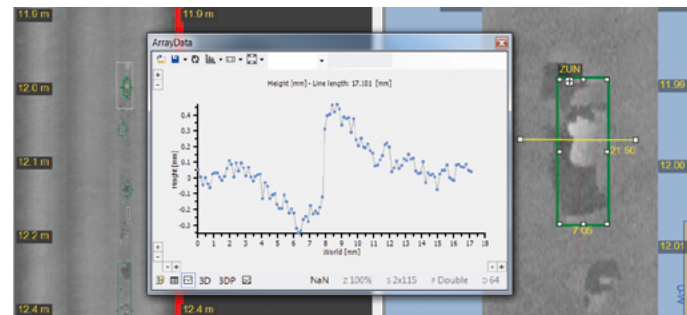 11.9 m
11.9 m
ArrayData
Height [mm] - Line length: 17.101 [mm]
0.4
0.3
0.2
0.1
0
-0.1
-0.2
-0.3
Height [mm]
0 1 2 3 4 5 6 7 8 9 10 11 12 13 14 15 16 17 18
World [mm]
3D 3DP NaN Z 100% S 2x115 F Double D 64
12.0 m
12.1 m
12.2 m
12.4 m
12.4 m
ZUN
21.50
7.05
11.99
12.00
12.01